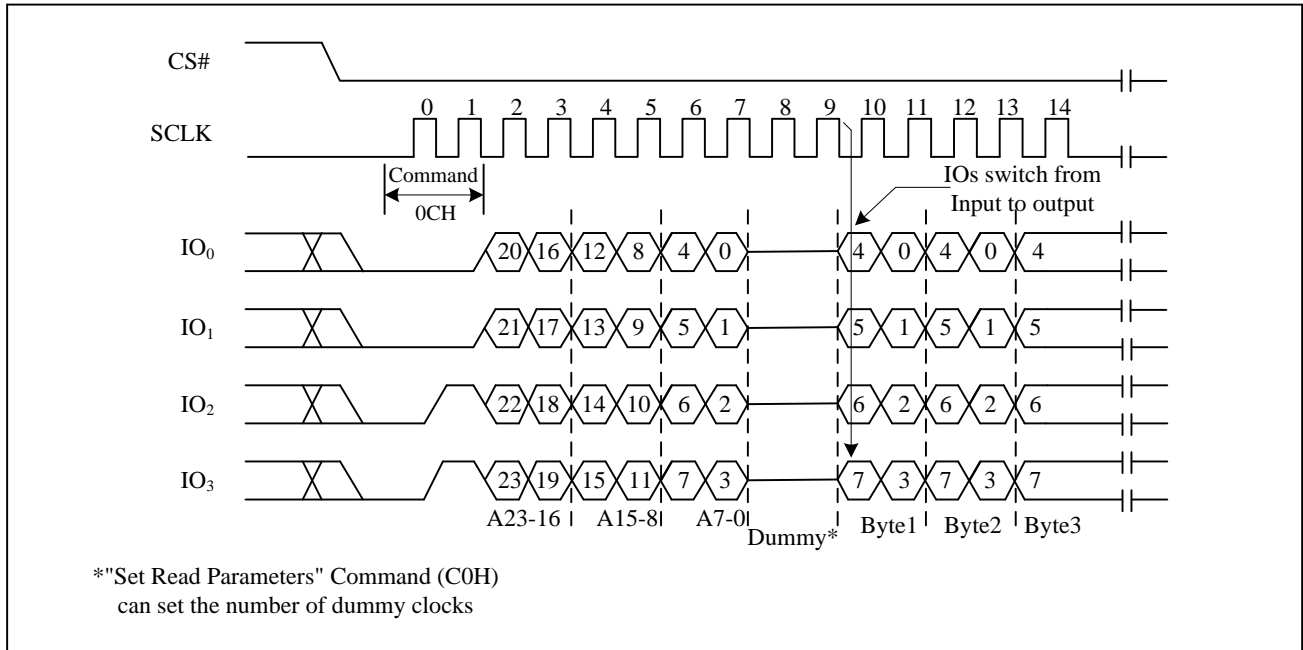 CS#
0 1 2 3 4 5 6 7 8 9 10 11 12 13 14
SCLK
Command
0CH
IOs switch from
Input to output
IO0 20 16 12 8 4 0 4 0 4 0 4
IO1 21 17 13 9 5 1 5 1 5 1 5
IO2 22 18 14 10 6 2 6 2 6 2 6
IO3 23 19 15 11 7 3 7 3 7 3 7
A23-16 A15-8 A7-0 Dummy* Byte1 Byte2 Byte3
*"Set Read Parameters" Command (C0H)
can set the number of dummy clocks